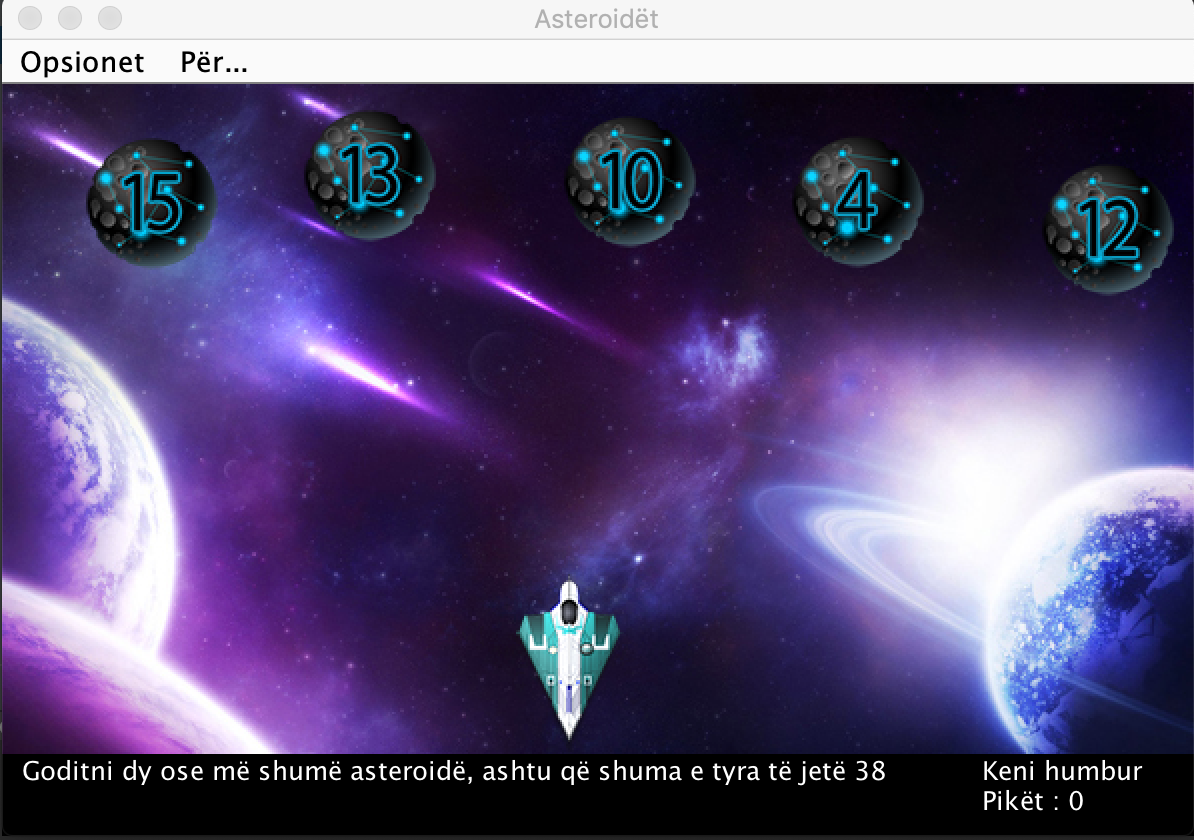 Asteroidët
Opsionet Për...
15 13 10 4 12
Goditni dy ose më shumë asteroidë, ashtu që shuma e tyra të jetë 38
Keni humbur
Pikët : 0